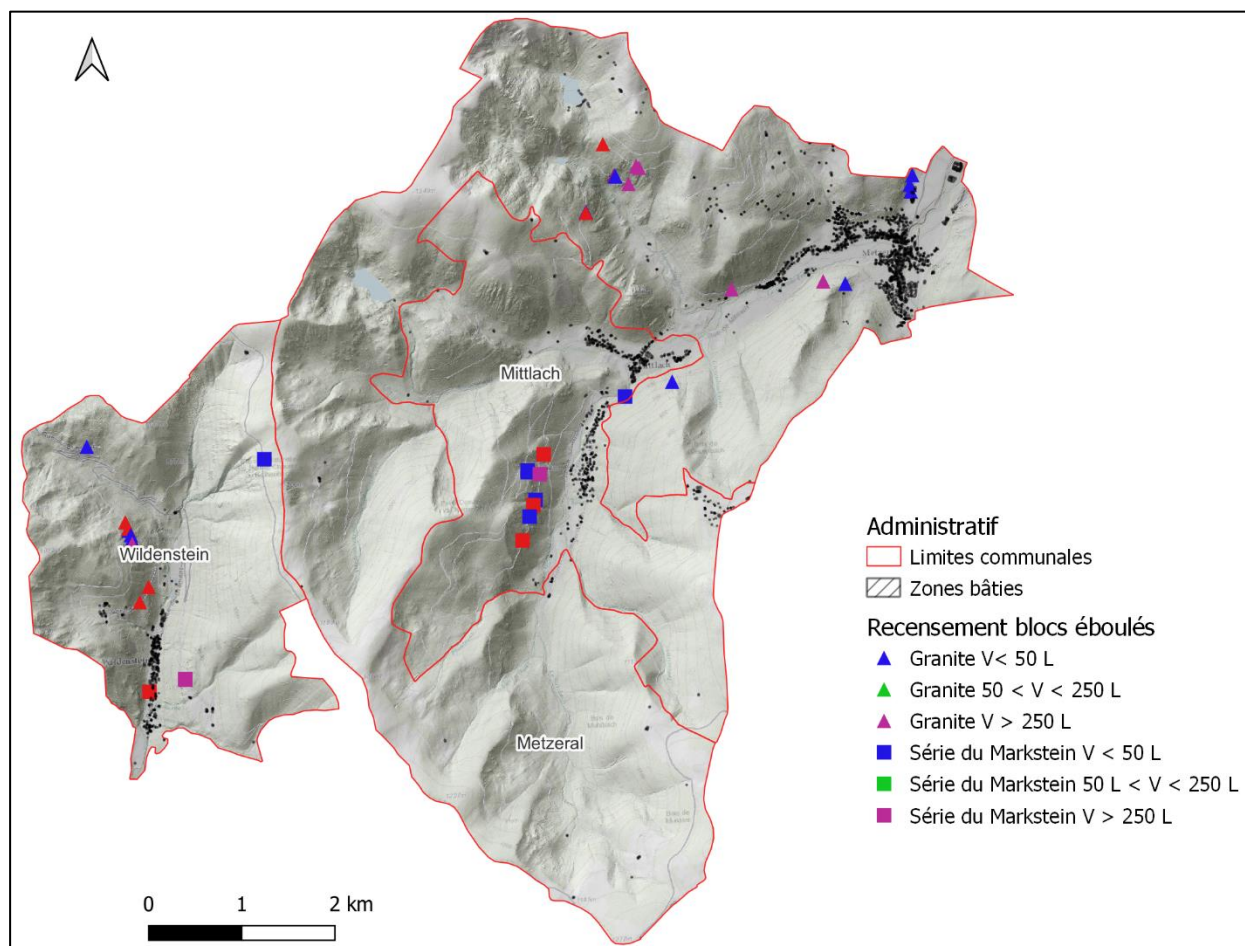 Mittlach
Wildenstein
Metzeral
Administratif
Limites communales
Zones bâties
Recensement blocs éboulés
Granite V< 50 L
Granite 50 < V < 250 L
Granite V > 250 L
Série du Markstein V < 50 L
Série du Markstein 50 L < V < 250 L
Série du Markstein V > 250 L
0 1 2 km